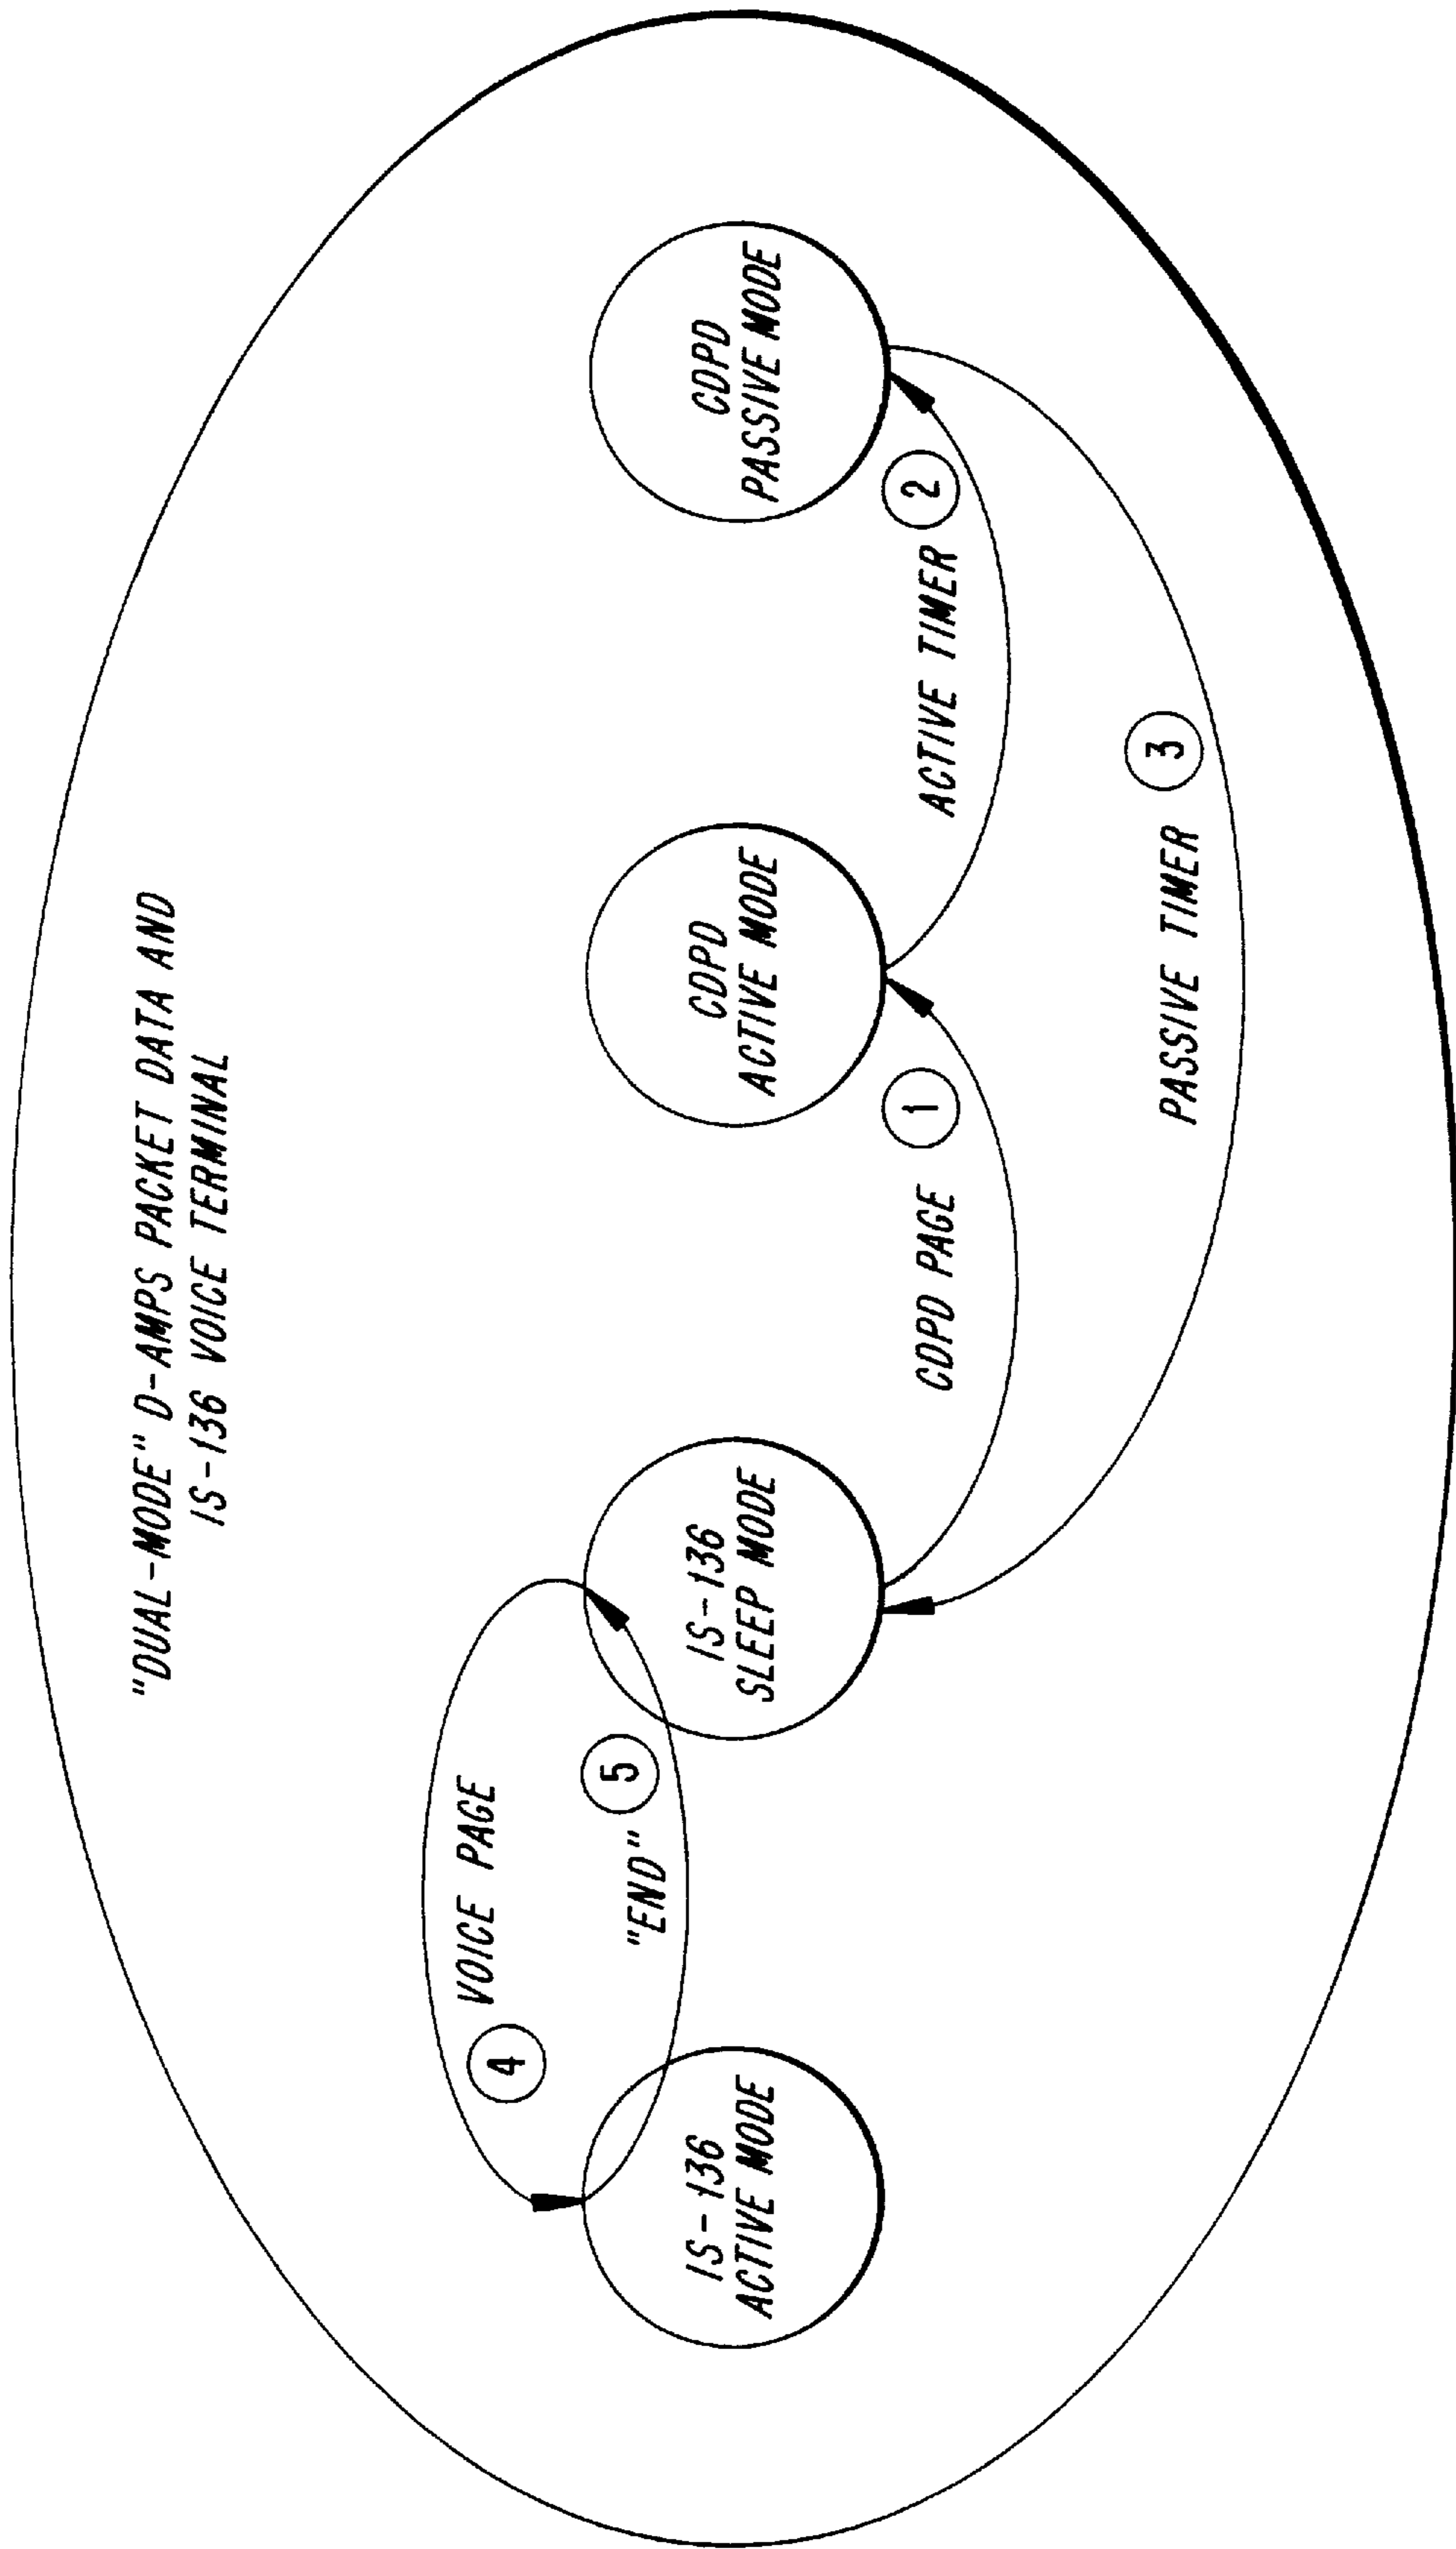 "DUAL-MODE" D-AMPS PACKET DATA AND
IS-136 VOICE TERMINAL
4 VOICE PAGE
"END" 5
IS-136
ACTIVE MODE
IS-136
SLEEP MODE
CDPD
ACTIVE MODE
CDPD
PASSIVE MODE
CDPD PAGE 1
ACTIVE TIMER 2
PASSIVE TIMER 3